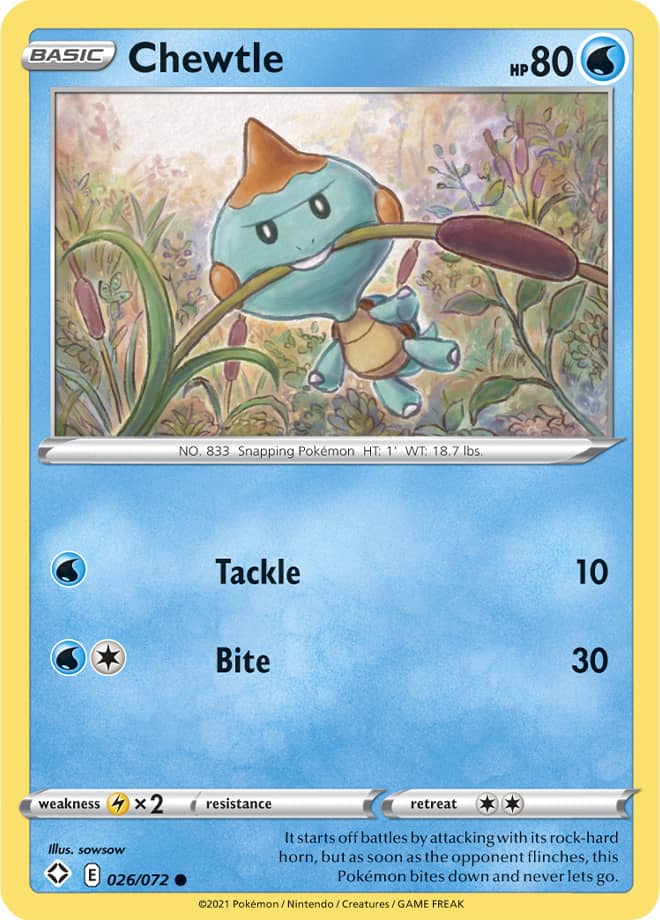 BASIC Chewtle HP 80
NO. 833 Snapping Pokémon HT: 1' WT: 18.7 lbs.
Tackle 10
Bite 30
weakness ×2 resistance retreat
It starts off battles by attacking with its rock-hard
horn, but as soon as the opponent flinches, this
Pokémon bites down and never lets go.
Illus. sowsow
E 026/072
©2021 Pokémon / Nintendo / Creatures / GAME FREAK